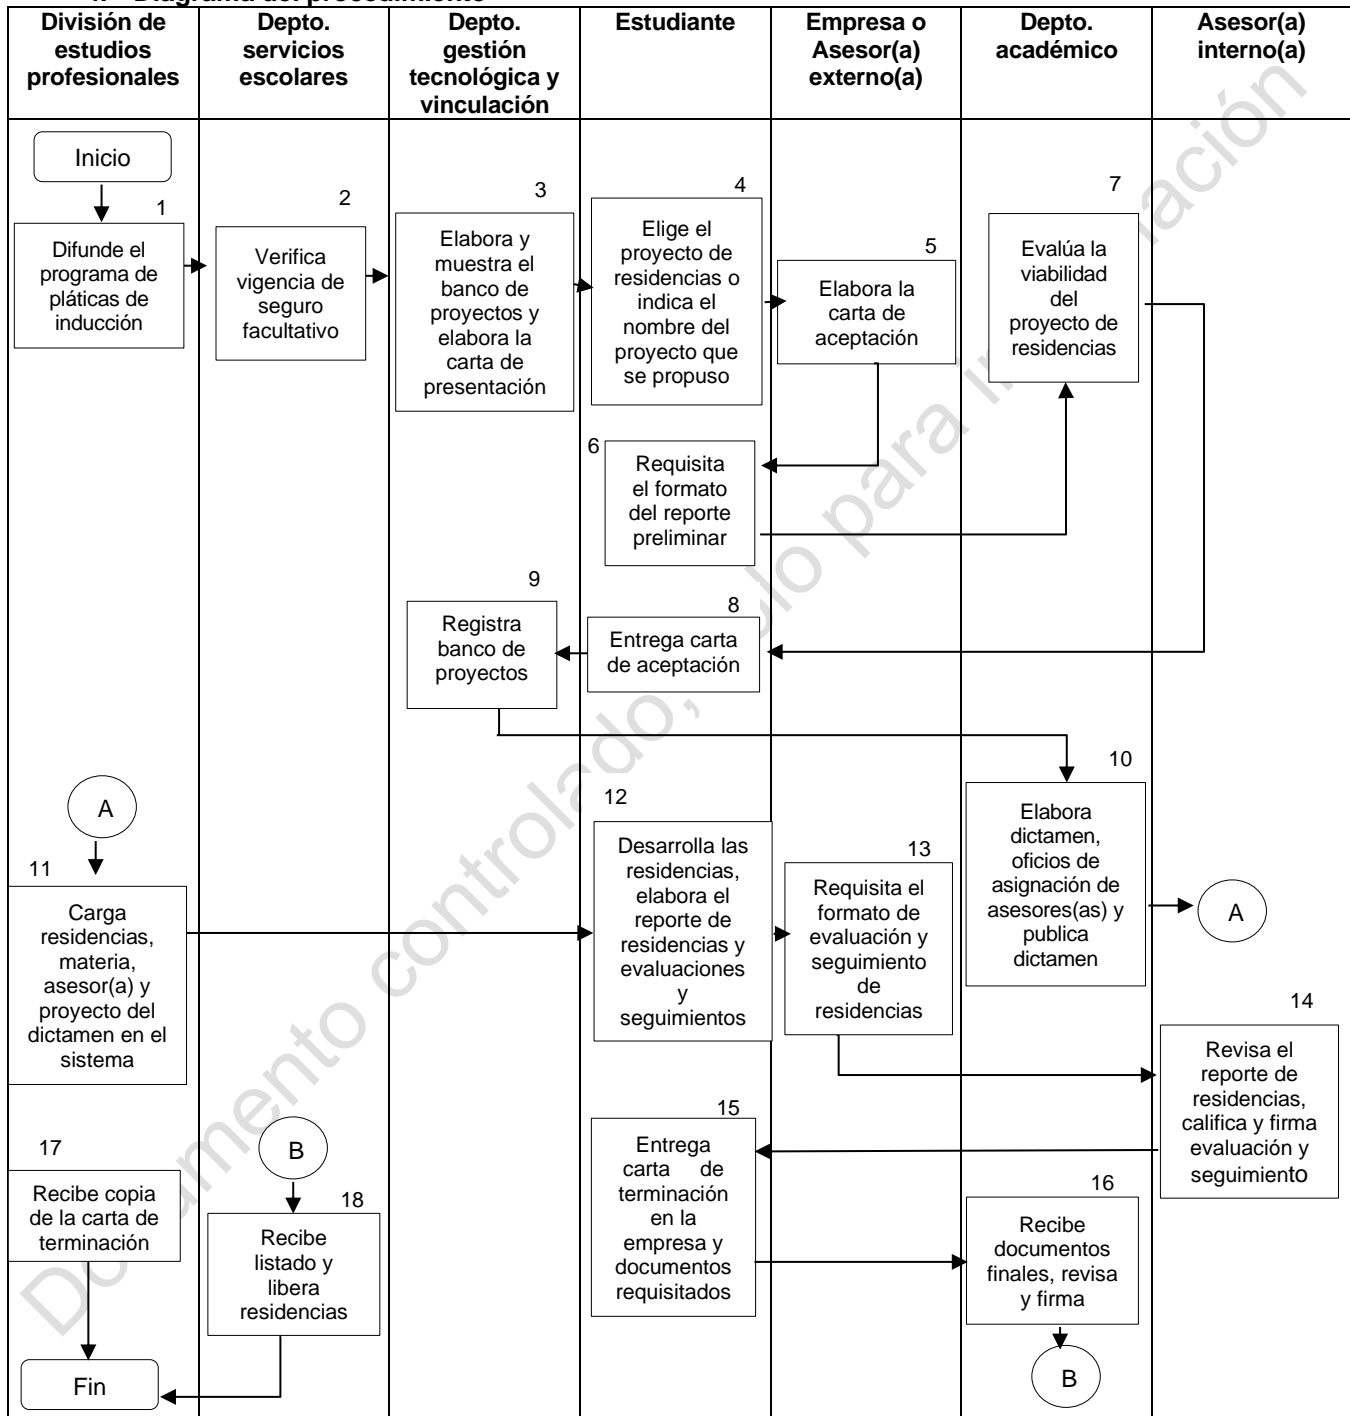 División de
estudios
profesionales
Depto.
servicios
escolares
Depto.
gestión
tecnológica y
vinculación
Estudiante
Empresa o
Asesor(a)
externo(a)
Depto.
académico
Asesor(a)
interno(a)
Inicio
1
Difunde el
programa de
pláticas de
inducción
2
Verifica
vigencia de
seguro
facultativo
3
Elabora y
muestra el
banco de
proyectos y
elabora la
carta de
presentación
4
Elige el
proyecto de
residencias o
indica el
nombre del
proyecto que
se propuso
5
Elabora la
carta de
aceptación
7
Evalúa la
viabilidad
del
proyecto de
residencias
6
Requisita
el formato
del reporte
preliminar
9
Registra
banco de
proyectos
8
Entrega carta
de aceptación
10
Elabora
dictamen,
oficios de
asignación de
asesores(as) y
publica
dictamen
A
A
11
Carga
residencias,
materia,
asesor(a) y
proyecto del
dictamen en el
sistema
12
Desarrolla las
residencias,
elabora el
reporte de
residencias y
evaluaciones
y
seguimientos
13
Requisita el
formato de
evaluación y
seguimiento
de
residencias
14
Revisa el
reporte de
residencias,
califica y firma
evaluación y
seguimiento
15
Entrega
carta de
terminación
en la
empresa y
documentos
requisitados
16
Recibe
documentos
finales, revisa
y firma
B
17
Recibe copia
de la carta de
terminación
B
18
Recibe
listado y
libera
residencias
Fin